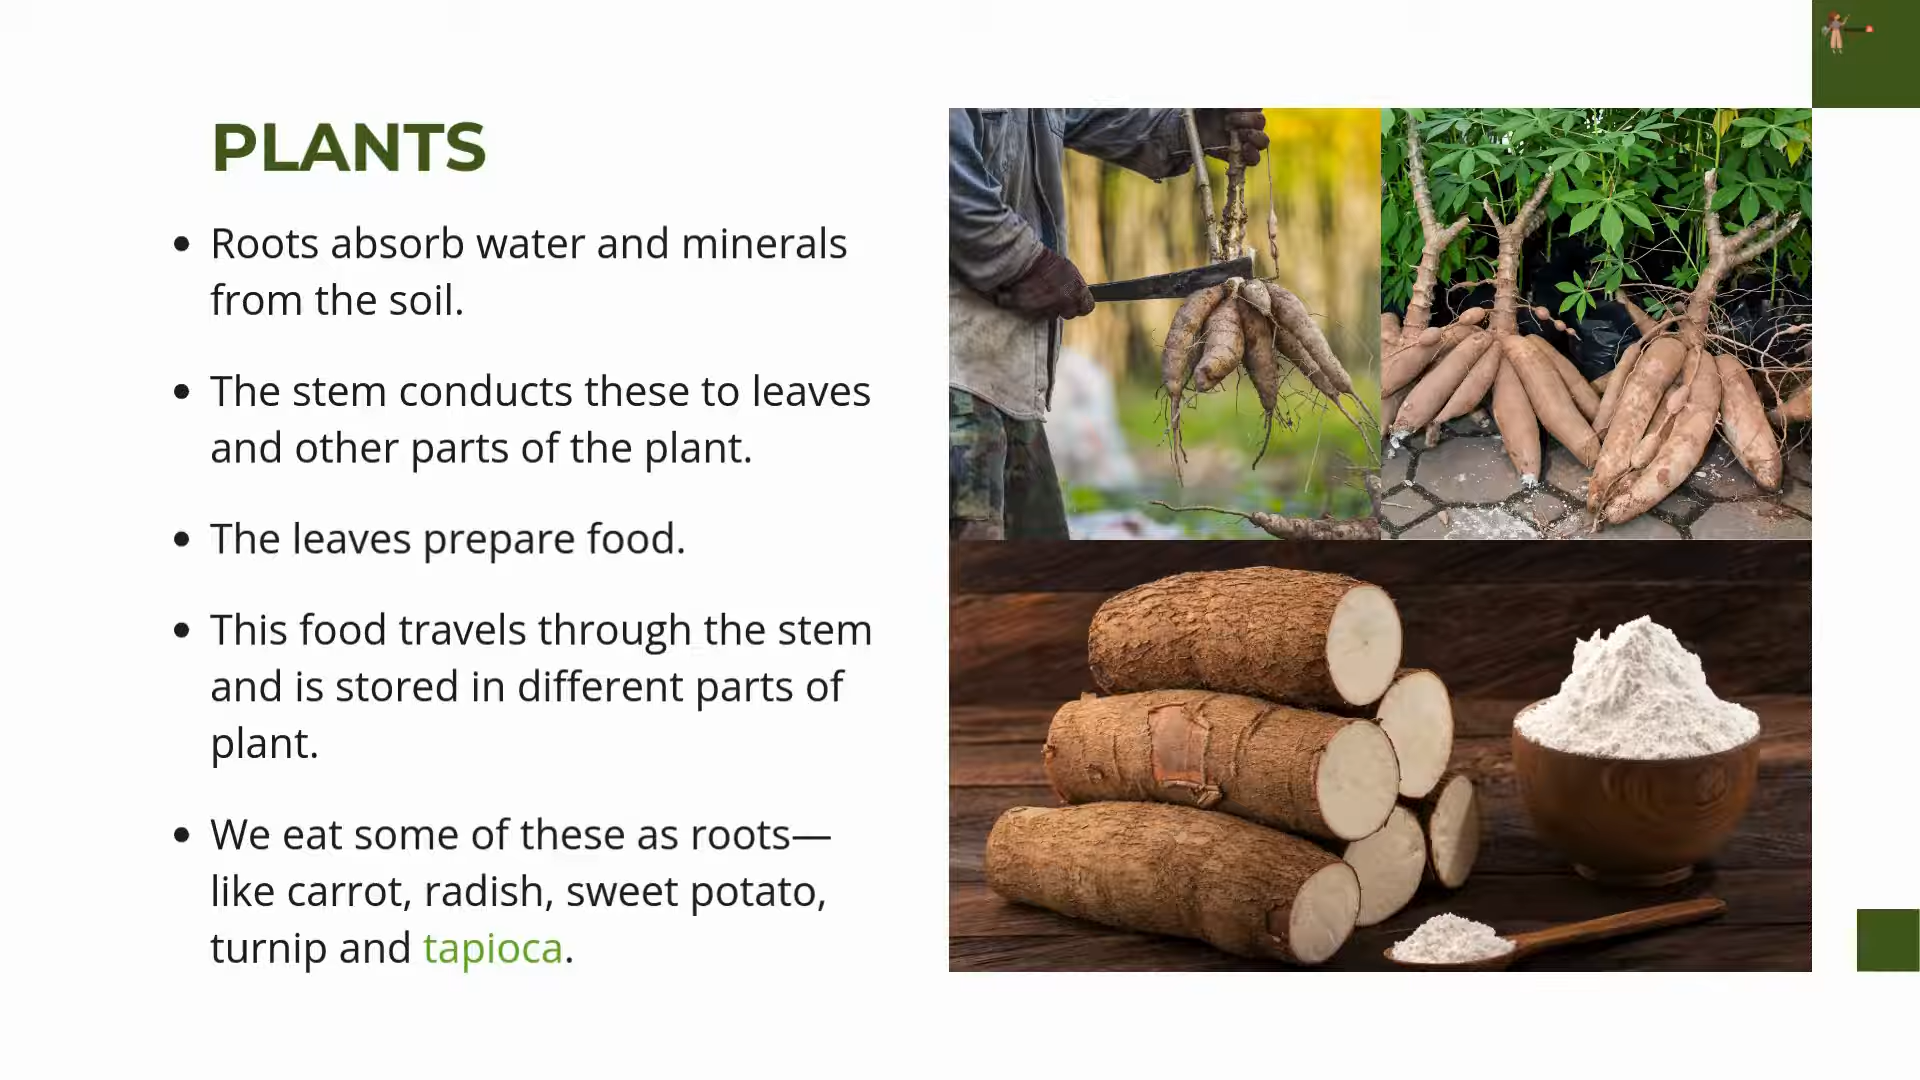 PLANTS
• Roots absorb water and minerals
from the soil.
• The stem conducts these to leaves
and other parts of the plant.
• The leaves prepare food.
• This food travels through the stem
and is stored in different parts of
plant.
• We eat some of these as roots—
like carrot, radish, sweet potato,
turnip and tapioca.